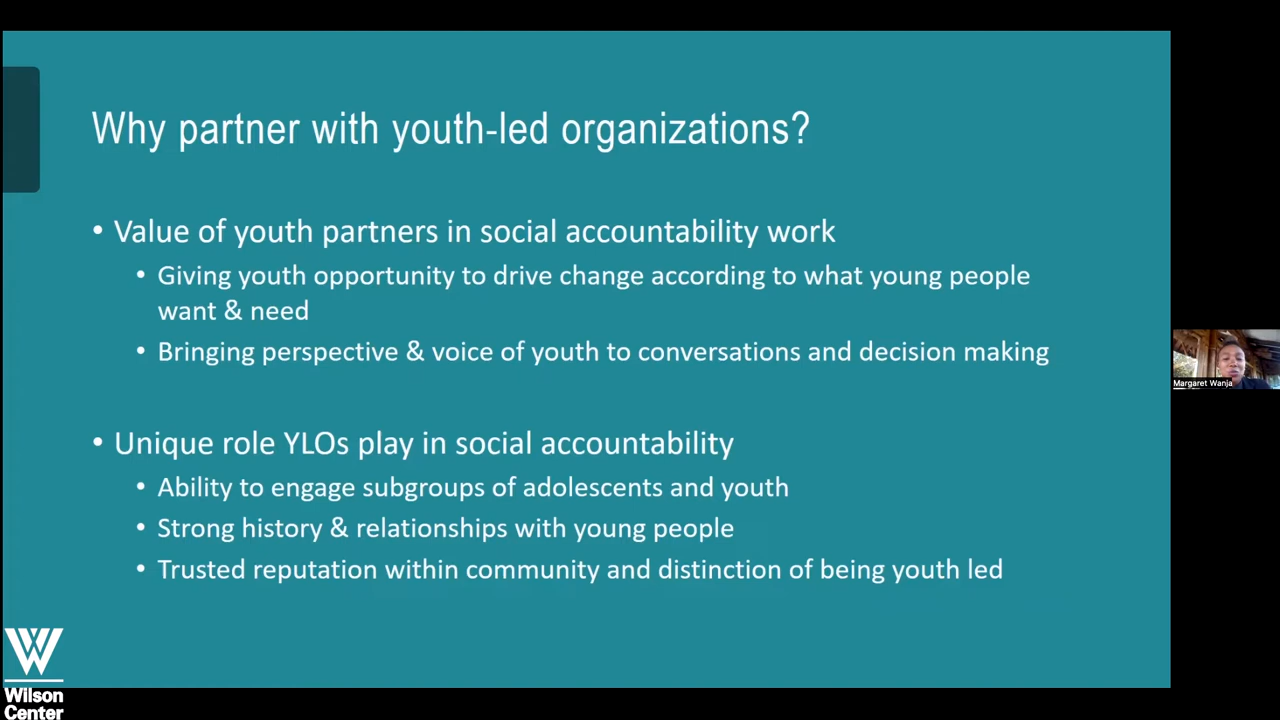 Why partner with youth-led organizations?
• Value of youth partners in social accountability work
• Giving youth opportunity to drive change according to what young people
want & need
• Bringing perspective & voice of youth to conversations and decision making
• Unique role YLOs play in social accountability
• Ability to engage subgroups of adolescents and youth
• Strong history & relationships with young people
• Trusted reputation within community and distinction of being youth led
Margaret Wanja
Wilson
Center